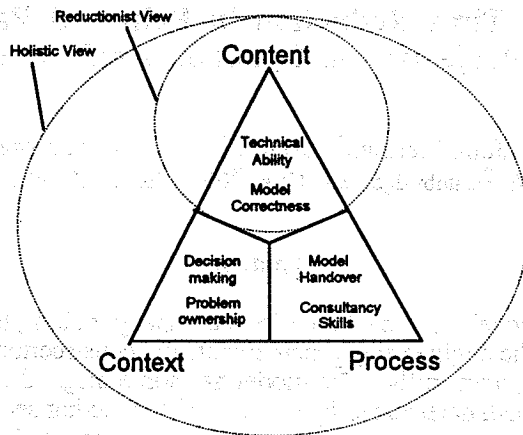 Reductionist View
Holistic View
Content
Technical
Ability
Model
Correctness
Decision
making
Problem
ownership
Model
Handover
Consultancy
Skills
Context
Process